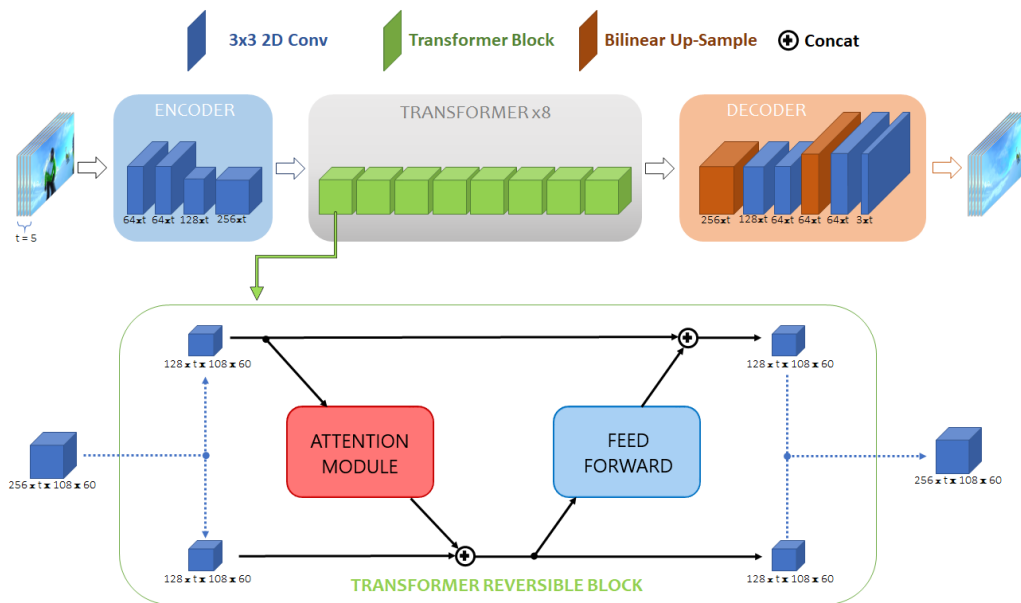 3x3 2D Conv
Transformer Block
Bilinear Up-Sample
Concat
ENCODER
TRANSFORMER x8
DECODER
64xt 64xt 128xt 256xt
256xt 128xt 64xt 64xt 64xt 3xt
t = 5
128 x t x 108 x 60
128 x t x 108 x 60
ATTENTION
MODULE
FEED
FORWARD
256 x t x 108 x 60
256 x t x 108 x 60
128 x t x 108 x 60
128 x t x 108 x 60
TRANSFORMER REVERSIBLE BLOCK